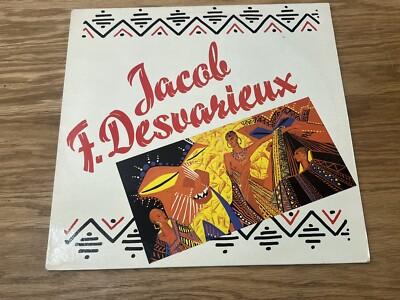 Jacob
F. Desvarieux